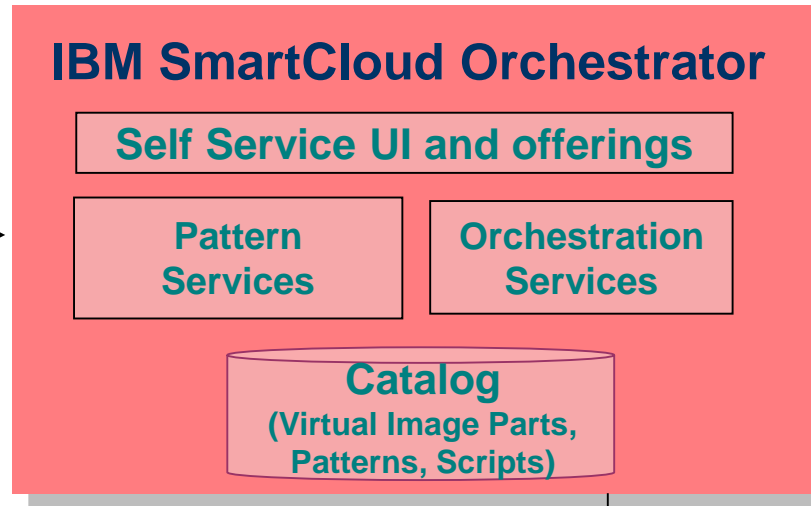 IBM SmartCloud Orchestrator
Self Service UI and offerings
Pattern
Services
Orchestration
Services
Catalog
(Virtual Image Parts,
Patterns, Scripts)